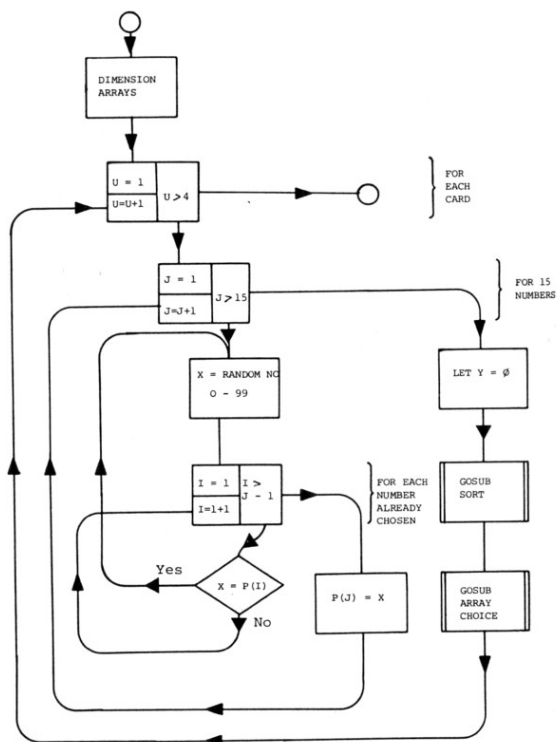 DIMENSION
ARRAYS
U = 1
U=U+1
U>4
FOR
EACH
CARD
J = 1
J=J+1
J>15
FOR 15
NUMBERS
X = RANDOM NO
O - 99
LET Y = Ø
I = 1
I=1+1
I >
J - 1
FOR EACH
NUMBER
ALREADY
CHOSEN
GOSUB
SORT
Yes
X = P(I)
No
P(J) = X
GOSUB
ARRAY
CHOICE